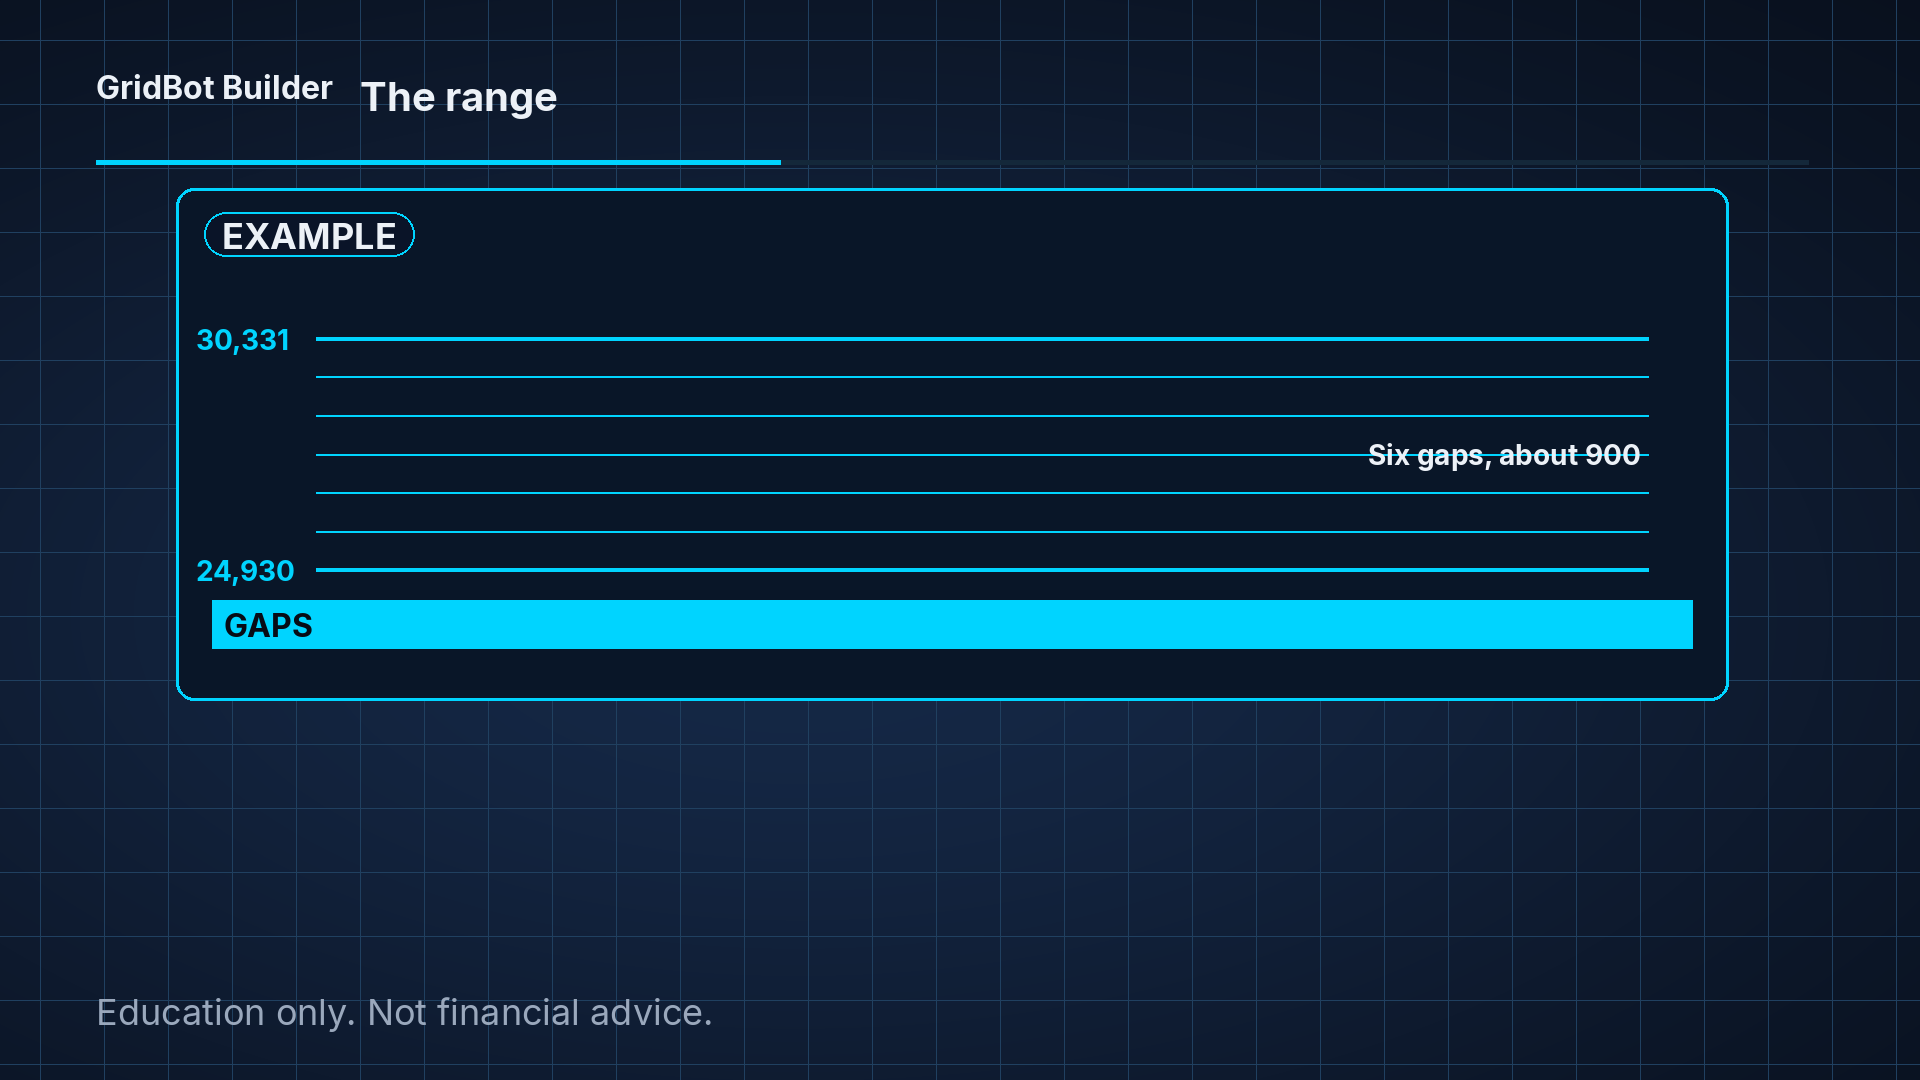 GridBot Builder
The range
EXAMPLE
30,331
Six gaps, about 900
24,930
GAPS
Education only. Not financial advice.